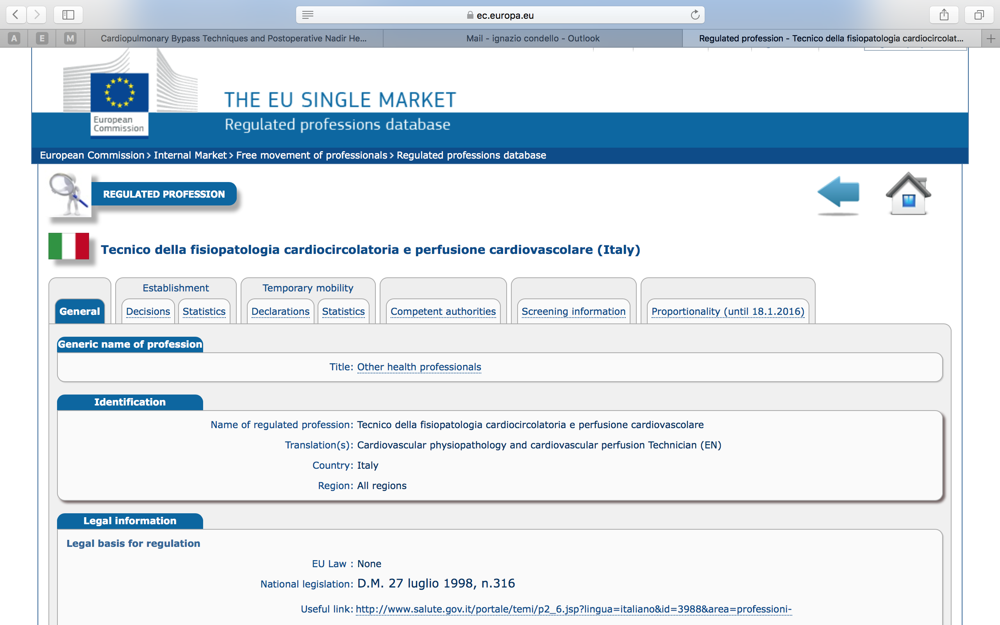 ec.europa.eu
A E M Cardiopulmonary Bypass Techniques and Postoperative Nadir He... Mail - ignazio condello - Outlook Regulated profession - Tecnico della fisiopatologia cardiocircolat...
THE EU SINGLE MARKET
European
Commission
Regulated professions database
European Commission > Internal Market > Free movement of professionals > Regulated professions database
REGULATED PROFESSION
Tecnico della fisiopatologia cardiocircolatoria e perfusione cardiovascolare (Italy)
Establishment Temporary mobility
General Decisions Statistics Declarations Statistics Competent authorities Screening information Proportionality (until 18.1.2016)
Generic name of profession
Title: Other health professionals
Identification
Name of regulated profession: Tecnico della fisiopatologia cardiocircolatoria e perfusione cardiovascolare
Translation(s): Cardiovascular physiopathology and cardiovascular perfusion Technician (EN)
Country: Italy
Region: All regions
Legal information
Legal basis for regulation
EU Law : None
National legislation: D.M. 27 luglio 1998, n.316
Useful link: http://www.salute.gov.it/portale/temi/p2_6.jsp?lingua=italiano&id=3988&area=professioni-